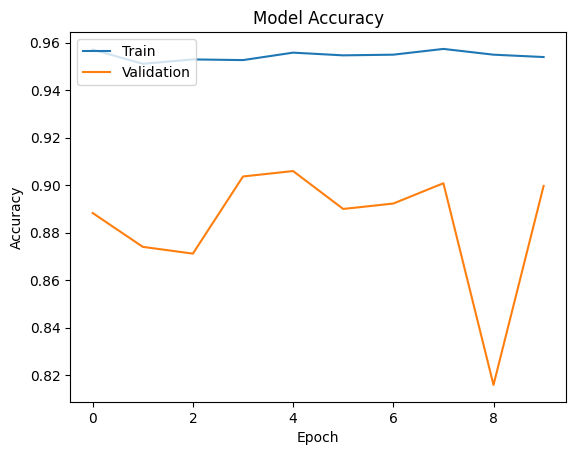 Model Accuracy
Train
Validation
Accuracy
0.96
0.94
0.92
0.90
0.88
0.86
0.84
0.82
0 2 4 6 8
Epoch